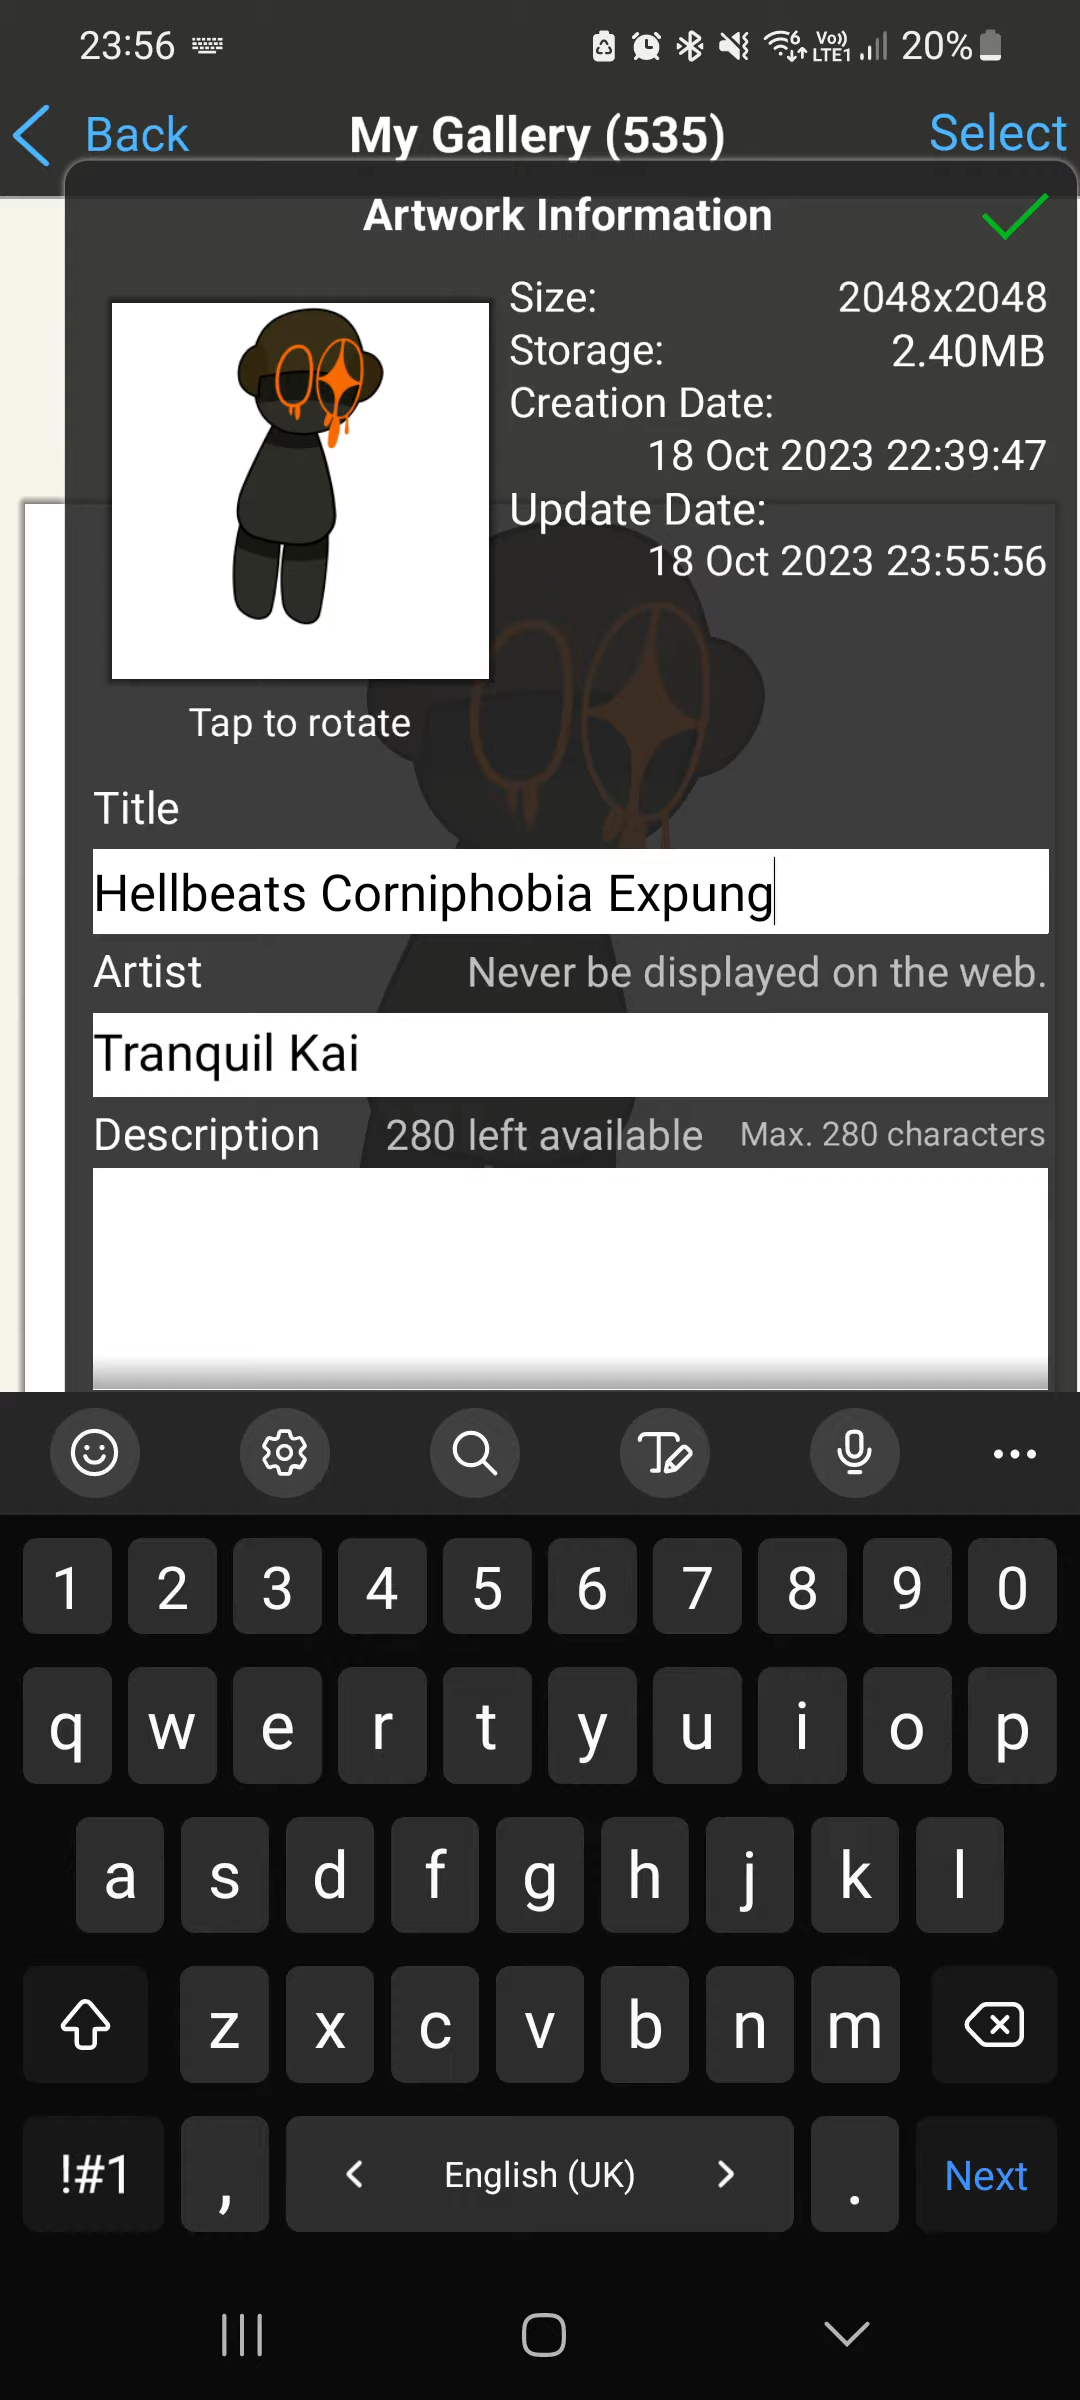 23:56 Vo)) LTE1 6 20%
Back My Gallery (535) Select
Artwork Information
Size: 2048x2048
Storage: 2.40MB
Creation Date:
18 Oct 2023 22:39:47
Update Date:
18 Oct 2023 23:55:56
Tap to rotate
Title
Hellbeats Corniphobia Expung
Artist Never be displayed on the web.
Tranquil Kai
Description 280 left available Max. 280 characters
1 2 3 4 5 6 7 8 9 0
q w e r t y u i o p
a s d f g h j k l
z x c v b n m
!#1 , < English (UK) > . Next